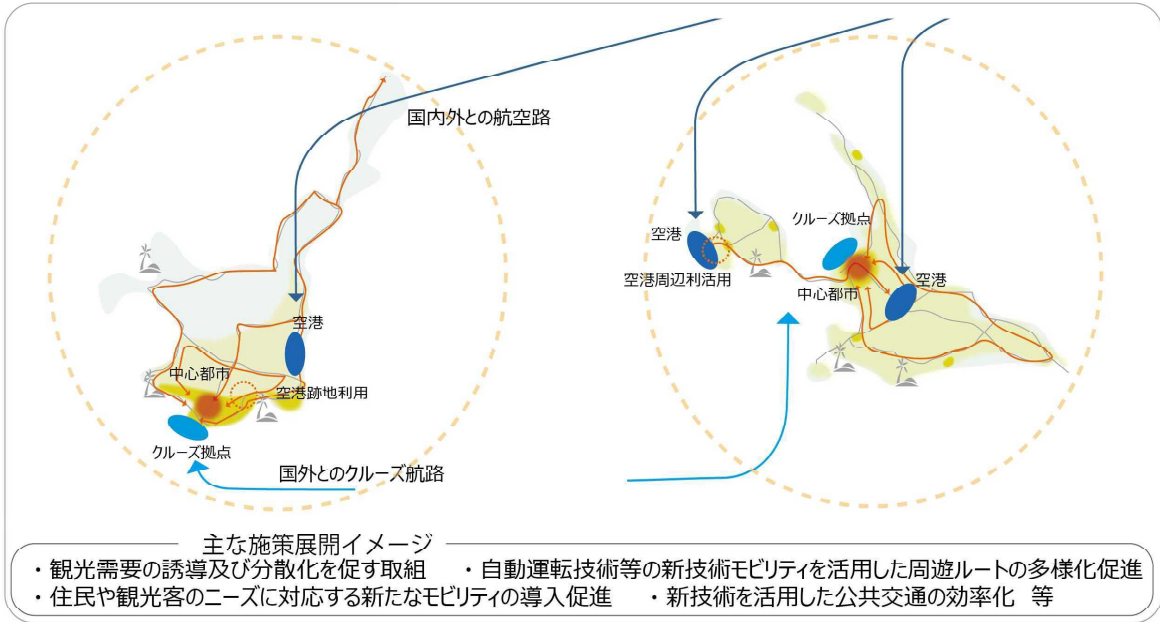 国内外との航空路
空港
中心都市
空港跡地利用
クルーズ拠点
国外とのクルーズ航路
クルーズ拠点
空港
空港周辺利活用
中心都市
空港
主な施策展開イメージ
・観光需要の誘導及び分散化を促す取組 ・自動運転技術等の新技術モビリティを活用した周遊ルートの多様化促進
・住民や観光客のニーズに対応する新たなモビリティの導入促進 ・新技術を活用した公共交通の効率化 等